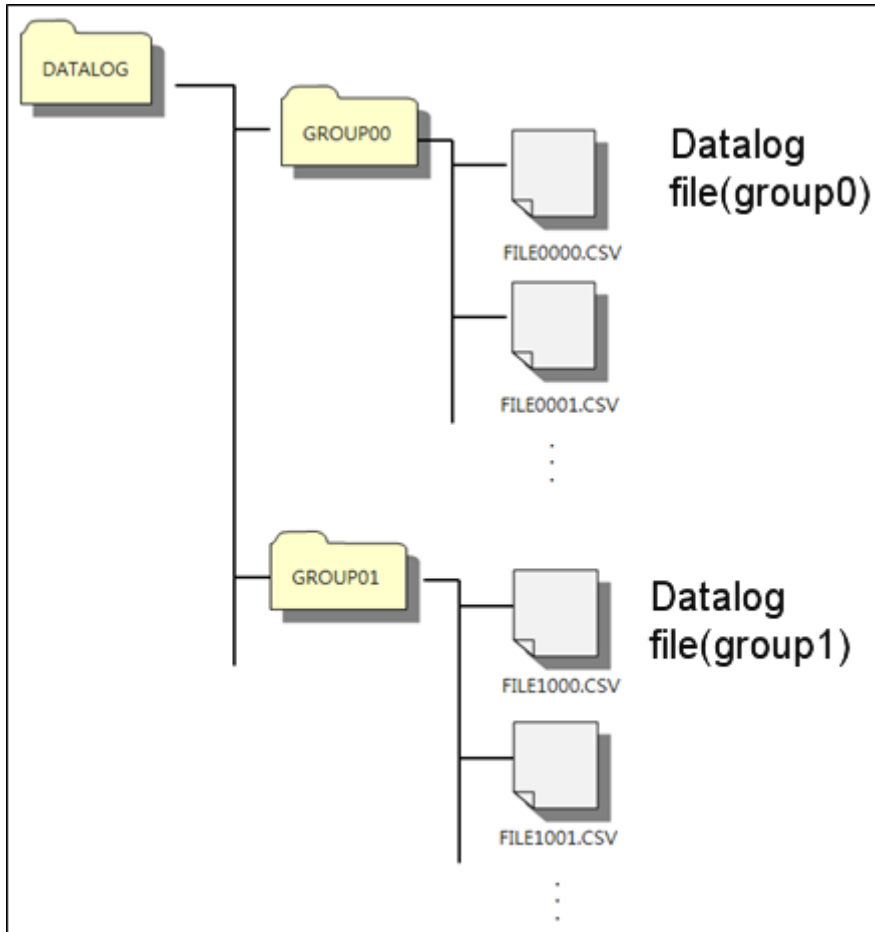 DATALOG
GROUP00
Datalog
file(group0)
FILE0000.CSV
FILE0001.CSV
GROUP01
Datalog
file(group1)
FILE1000.CSV
FILE1001.CSV